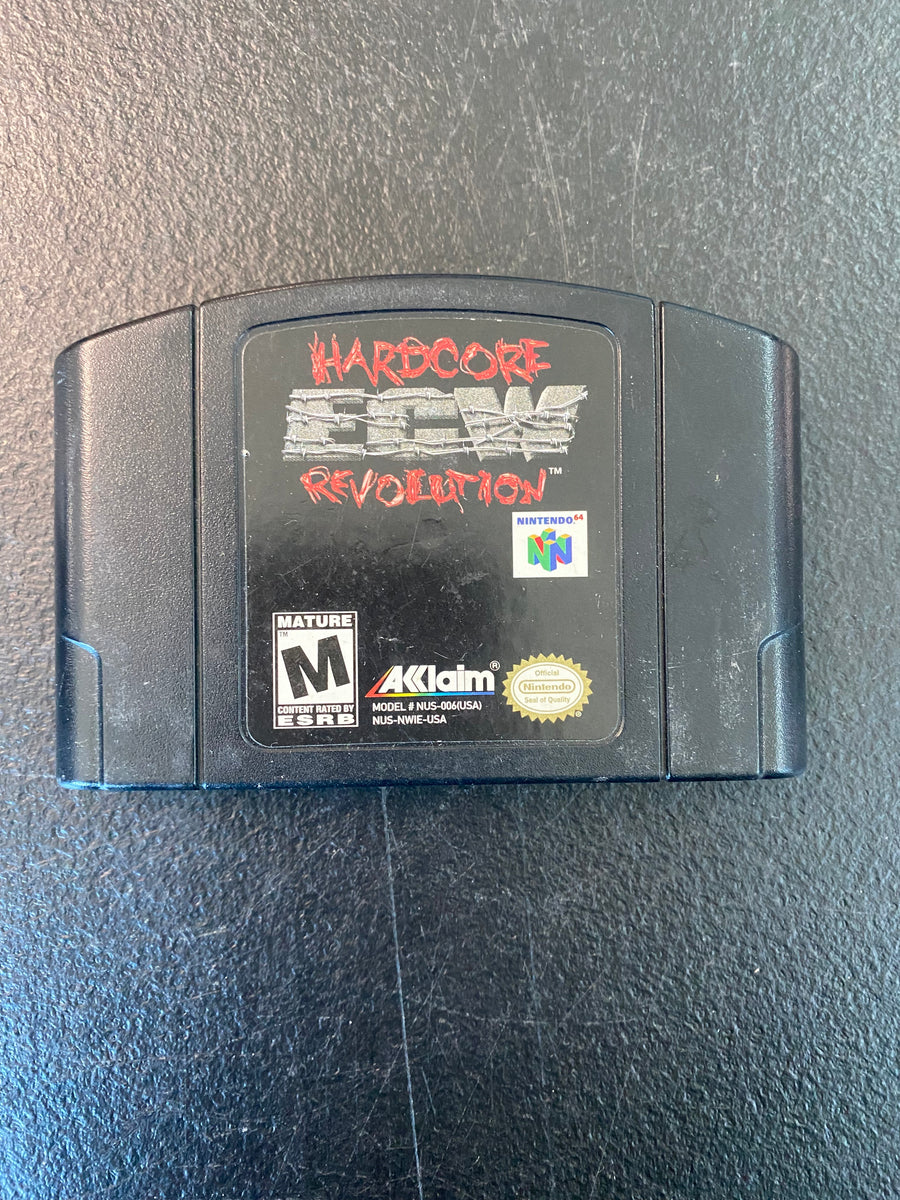 HARDCORE
ECW
REVOLUTION™
NINTENDO64
MATURE
™
M
CONTENT RATED BY
ESRB
AKKlaim®
MODEL # NUS-006(USA)
NUS-NWIE-USA
Official
Nintendo
Seal of Quality
®